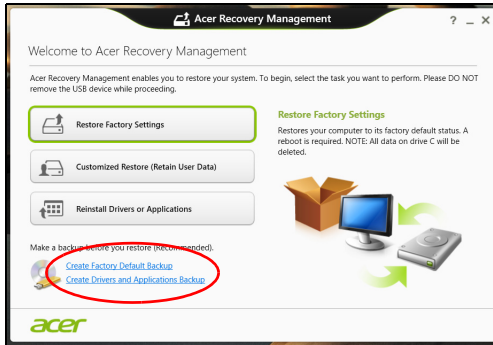 Acer Recovery Management
? _ X
Welcome to Acer Recovery Management
Acer Recovery Management enables you to restore your system. To begin, select the task you want to perform. Please DO NOT
remove the USB device while proceeding.
Restore Factory Settings
Customized Restore (Retain User Data)
Reinstall Drivers or Applications
Restore Factory Settings
Restores your computer to its factory default status. A
reboot is required. NOTE: All data on drive C will be
deleted.
Make a backup before you restore (Recommended).
Create Factory Default Backup
Create Drivers and Applications Backup
acer